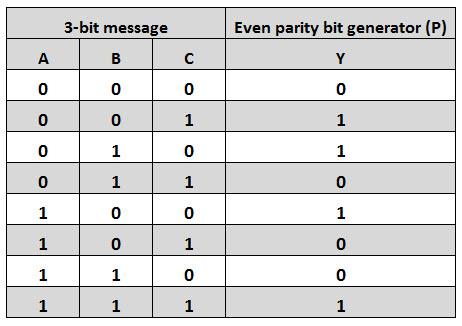 3-bit message Even parity bit generator (P)
A B C Y
0 0 0 0
0 0 1 1
0 1 0 1
0 1 1 0
1 0 0 1
1 0 1 0
1 1 0 0
1 1 1 1